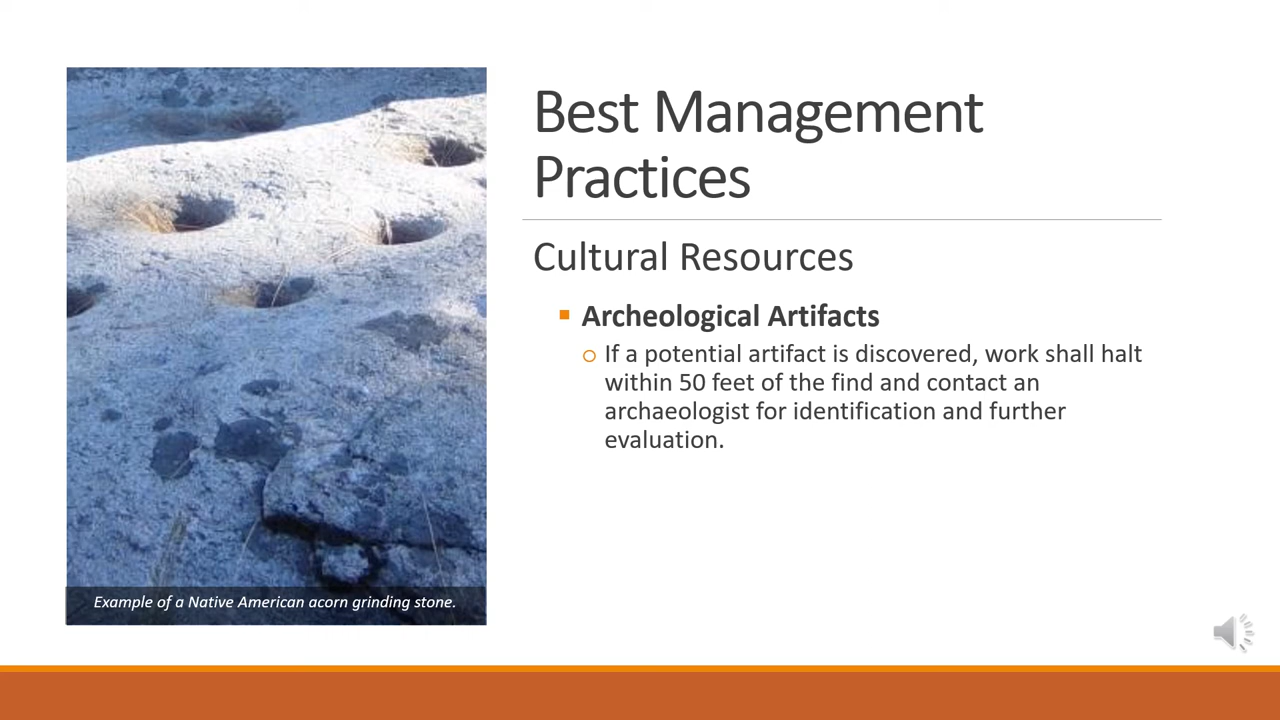 Best Management
Practices
Cultural Resources
Archeological Artifacts
If a potential artifact is discovered, work shall halt
within 50 feet of the find and contact an
archaeologist for identification and further
evaluation.
Example of a Native American acorn grinding stone.